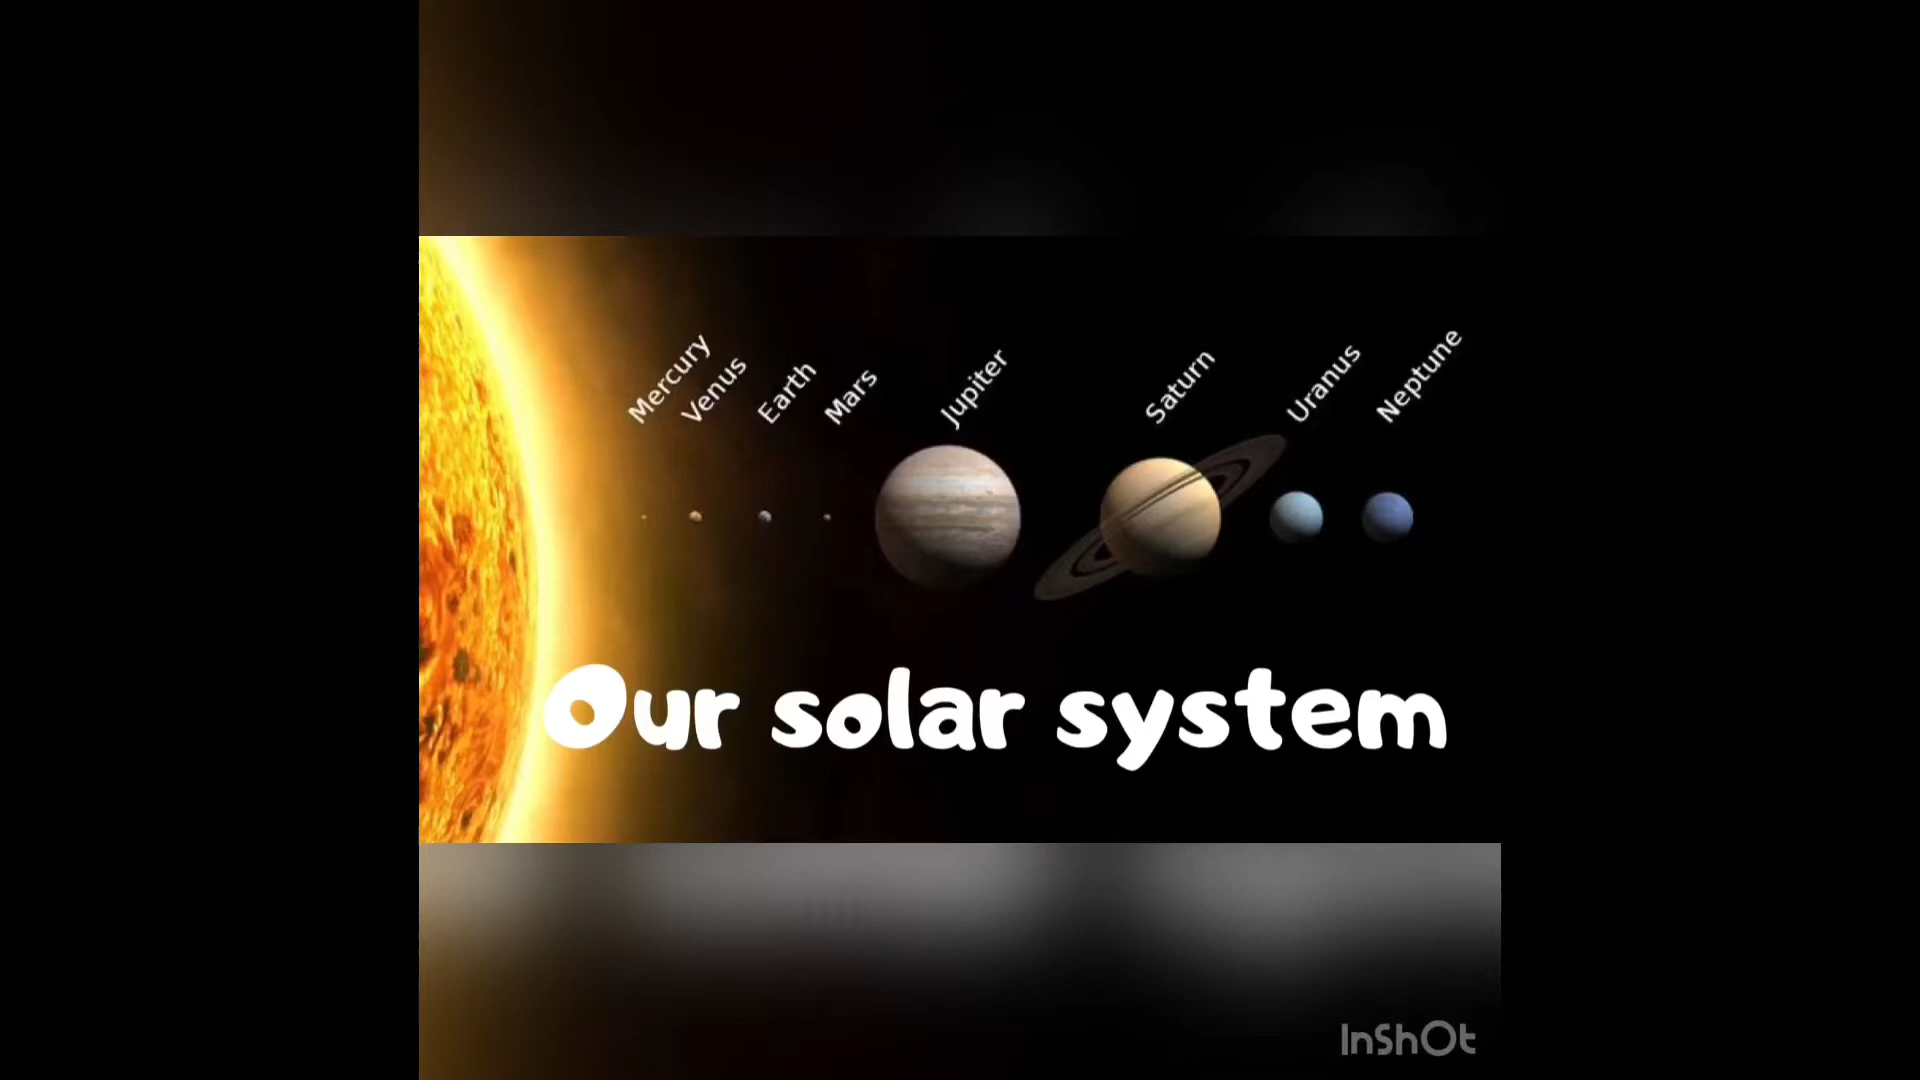 Mercury
Venus
Earth
Mars
Jupiter
Saturn
Uranus
Neptune
Our solar system
InShOt